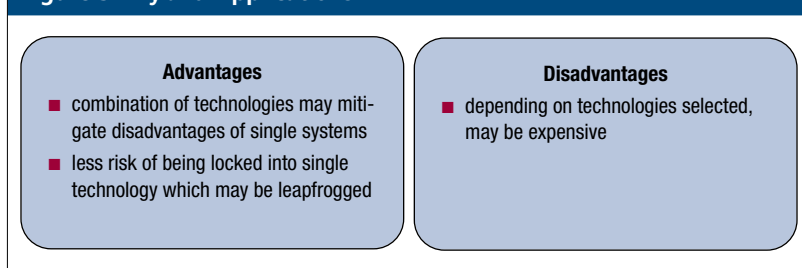 Advantages
■ combination of technologies may miti-
gate disadvantages of single systems
■ less risk of being locked into single
technology which may be leapfrogged
Disadvantages
■ depending on technologies selected,
may be expensive